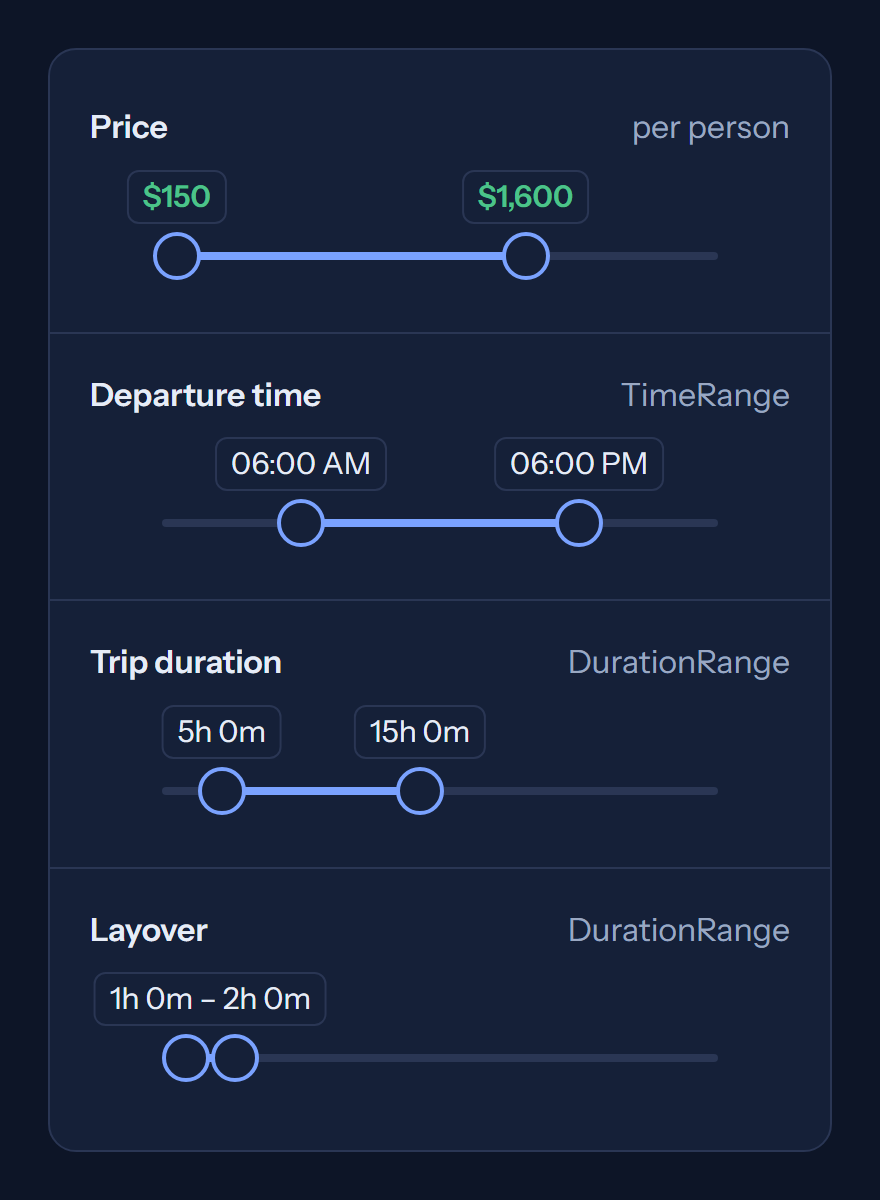 Price per person
$150 $1,600
Departure time TimeRange
06:00 AM 06:00 PM
Trip duration DurationRange
5h 0m 15h 0m
Layover DurationRange
1h 0m – 2h 0m